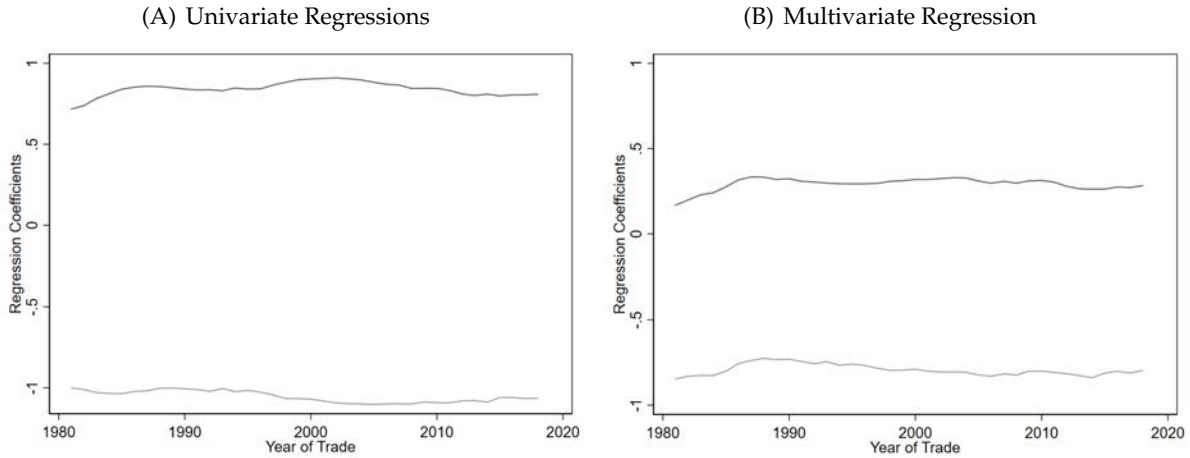 (A) Univariate Regressions
Regression Coefficients
1
.5
0
-.5
-1
1980 1990 2000 2010 2020
Year of Trade
(B) Multivariate Regression
Regression Coefficients
1
.5
0
-.5
-1
1980 1990 2000 2010 2020
Year of Trade